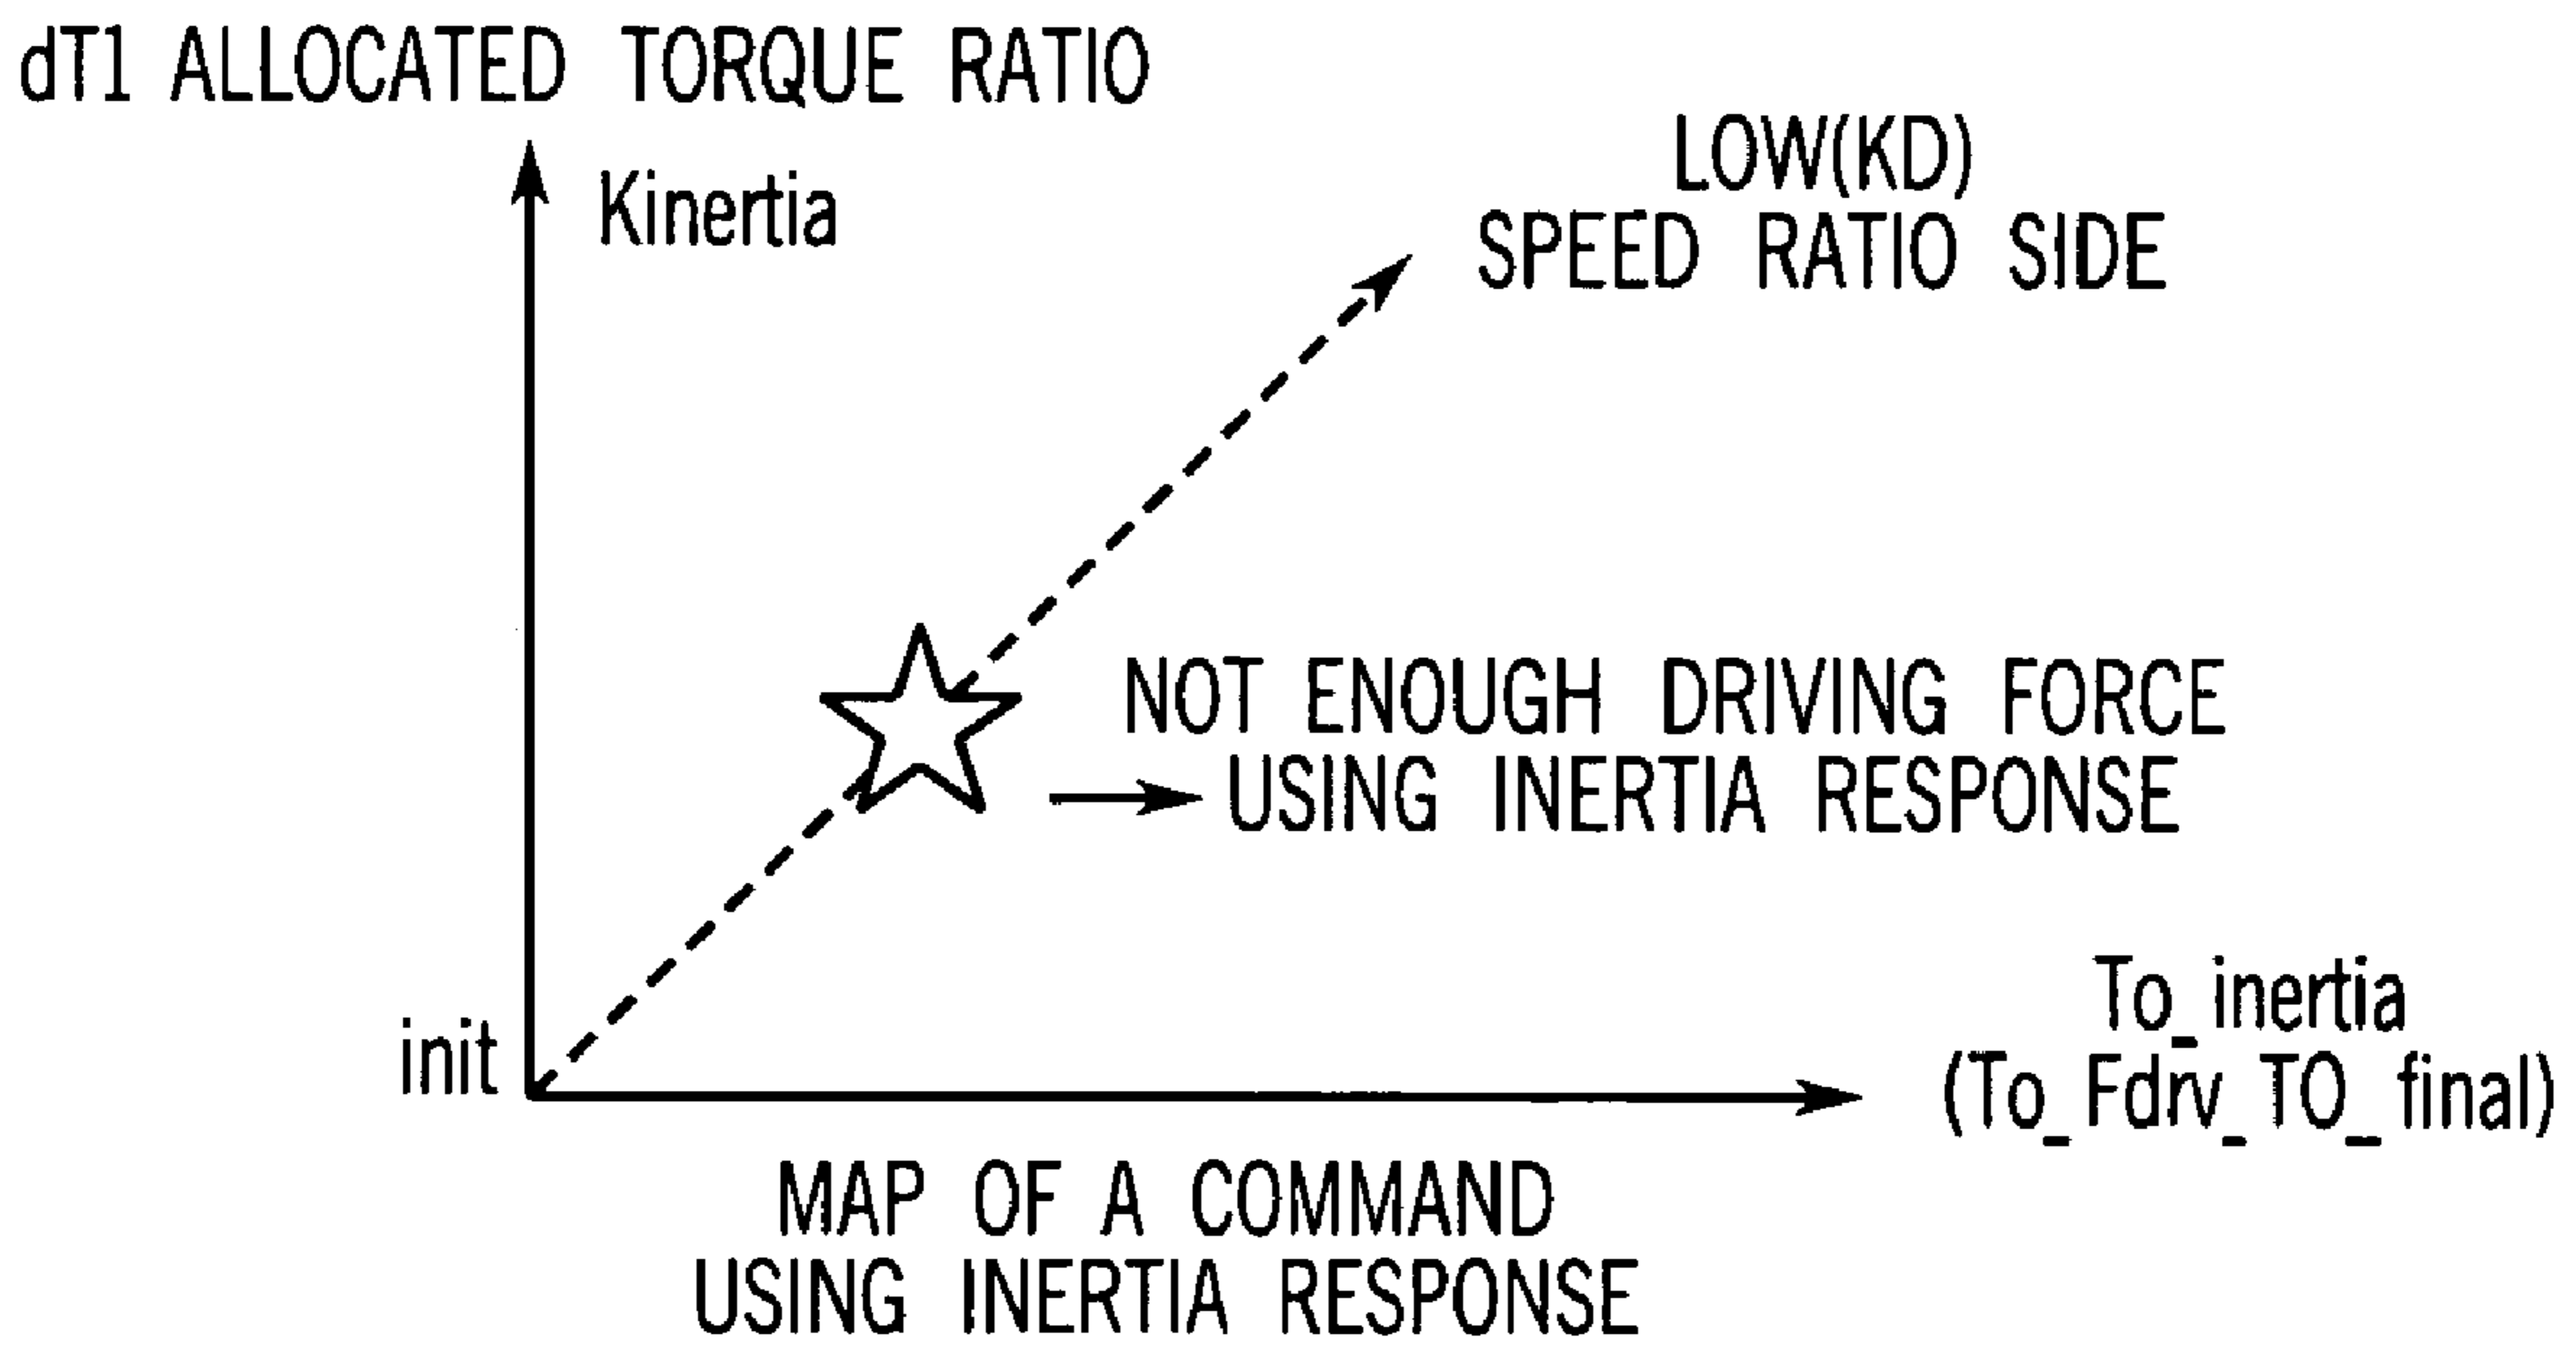 dT1 ALLOCATED TORQUE RATIO
Kinertia
LOW(KD)
SPEED RATIO SIDE
NOT ENOUGH DRIVING FORCE
USING INERTIA RESPONSE
init
To_inertia
(To_Fdrv_TO_final)
MAP OF A COMMAND
USING INERTIA RESPONSE